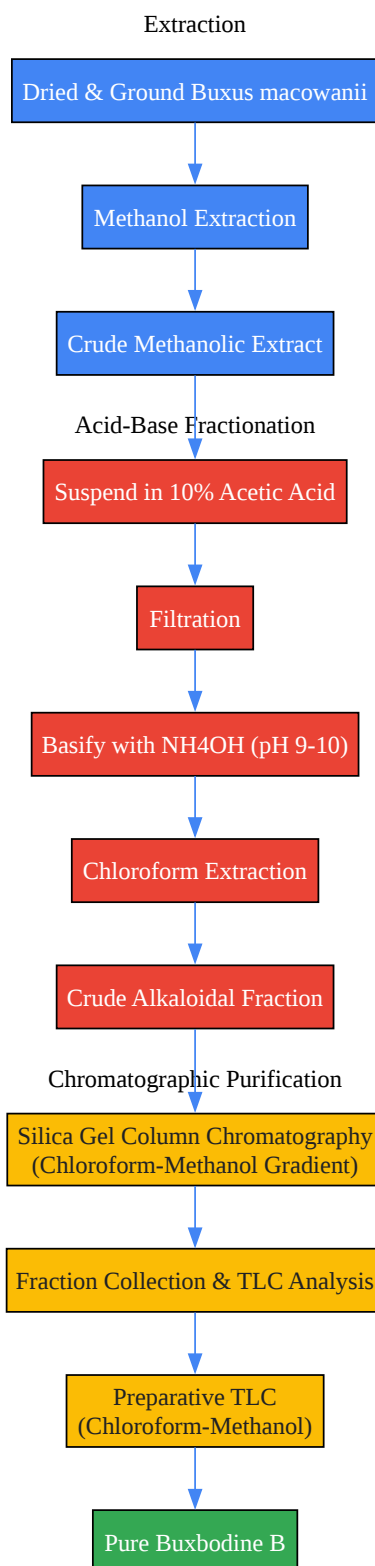 Extraction
Dried & Ground Buxus macowanii
Methanol Extraction
Crude Methanolic Extract
Acid-Base Fractionation
Suspend in 10% Acetic Acid
Filtration
Basify with NH4OH (pH 9-10)
Chloroform Extraction
Crude Alkaloidal Fraction
Chromatographic Purification
Silica Gel Column Chromatography
(Chloroform-Methanol Gradient)
Fraction Collection & TLC Analysis
Preparative TLC
(Chloroform-Methanol)
Pure Buxbodine B